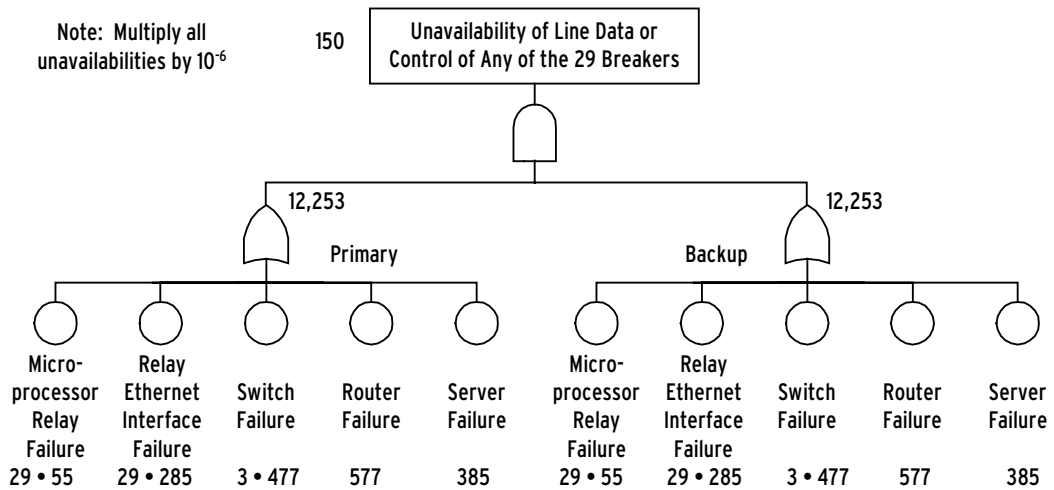 Note: Multiply all
unavailabilities by 10⁻⁶
150
Unavailability of Line Data or
Control of Any of the 29 Breakers
12,253
12,253
Primary
Backup
Micro-
processor
Relay
Failure
29 • 55
Relay
Ethernet
Interface
Failure
29 • 285
Switch
Failure
3 • 477
Router
Failure
577
Server
Failure
385
Micro-
processor
Relay
Failure
29 • 55
Relay
Ethernet
Interface
Failure
29 • 285
Switch
Failure
3 • 477
Router
Failure
577
Server
Failure
385